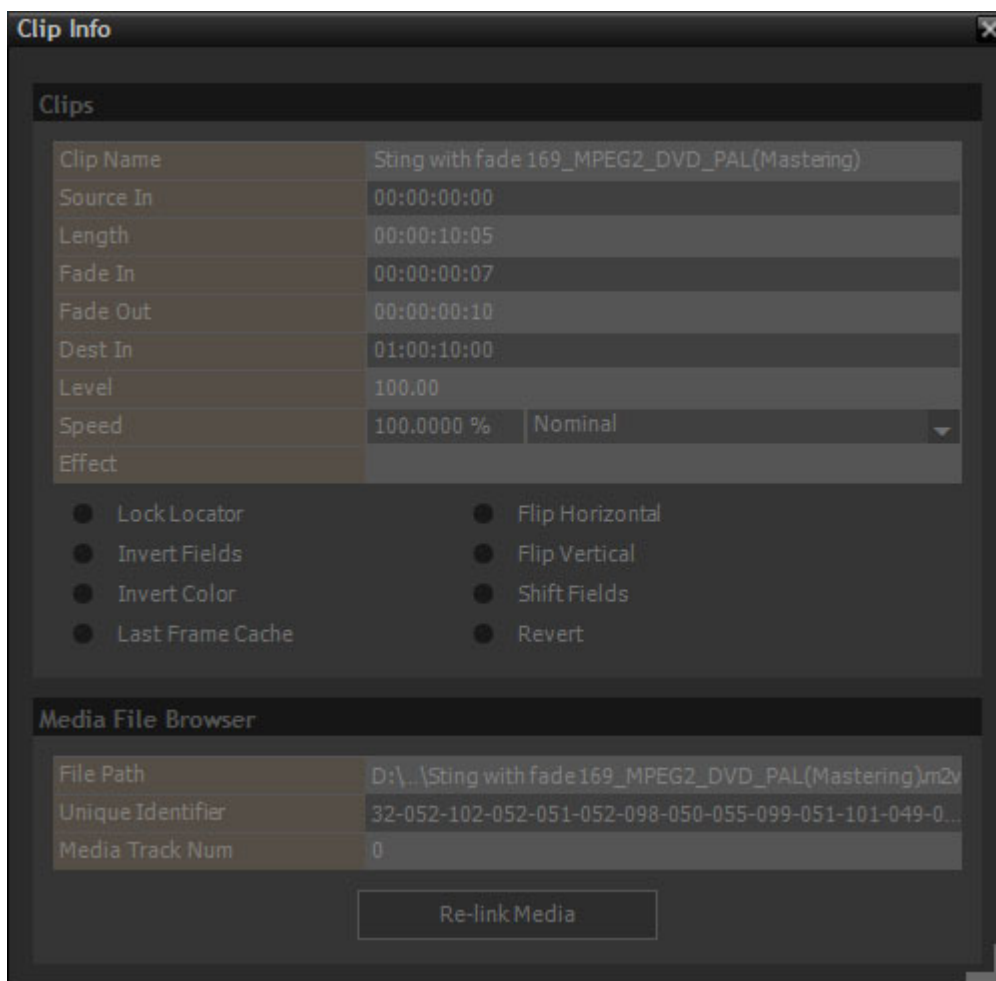 Clip Info
Clips
Clip Name Sting with fade 169_MPEG2_DVD_PAL(Mastering)
Source In 00:00:00:00
Length 00:00:10:05
Fade In 00:00:00:07
Fade Out 00:00:00:10
Dest In 01:00:10:00
Level 100.00
Speed 100.0000 % Nominal
Effect
Lock Locator Flip Horizontal
Invert Fields Flip Vertical
Invert Color Shift Fields
Last Frame Cache Revert
Media File Browser
File Path D:\...\Sting with fade 169_MPEG2_DVD_PAL(Mastering).m2v
Unique Identifier 32-052-102-052-051-052-098-050-055-099-051-101-049-0...
Media Track Num 0
Re-link Media